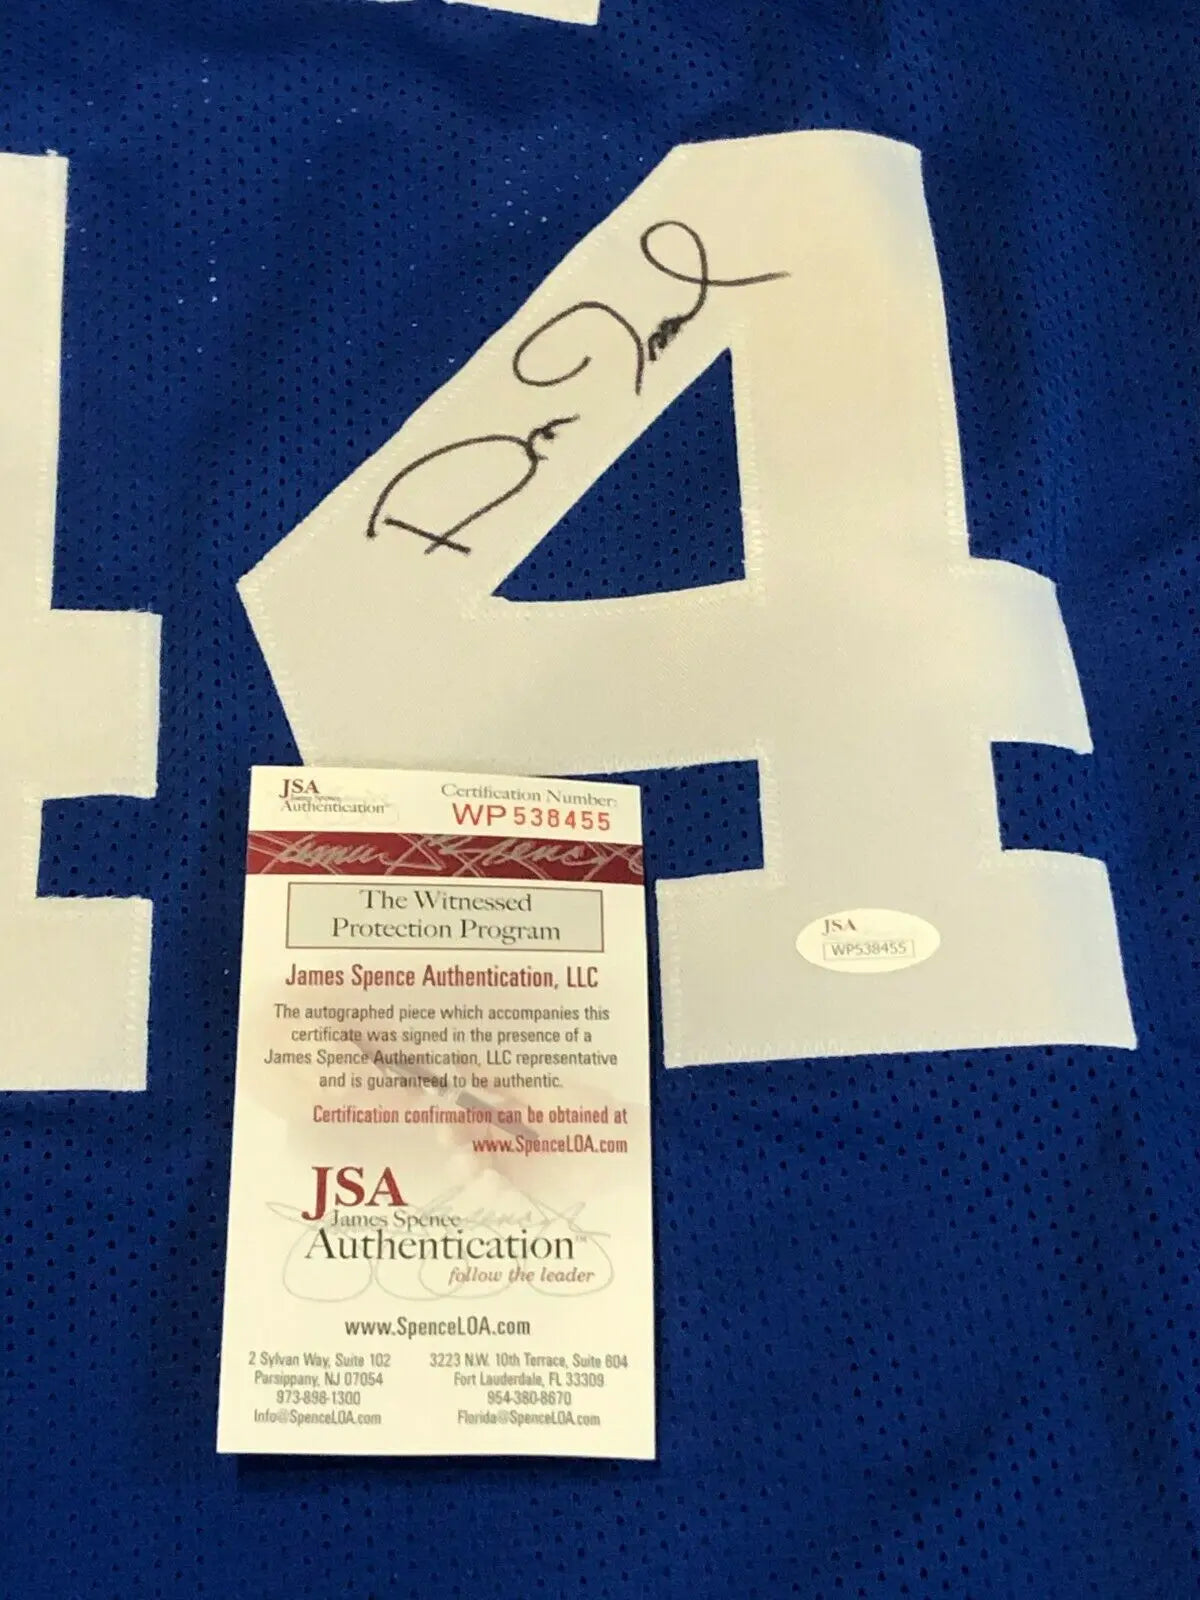 44
JSA
WP538455
JSA
James Spence
Authentication
Certification Number:
WP538455
The Witnessed
Protection Program
James Spence Authentication, LLC
The autographed piece which accompanies this
certificate was signed in the presence of a
James Spence Authentication, LLC representative
and is guaranteed to be authentic.
Certification confirmation can be obtained at
www.SpenceLOA.com
JSA
James Spence
Authentication™
follow the leader
www.SpenceLOA.com
2 Sylvan Way, Suite 102
Parsippany, NJ 07054
973-898-1300
Info@SpenceLOA.com
3223 N.W. 10th Terrace, Suite 604
Fort Lauderdale, FL 33309
954-380-8670
Florida@SpenceLOA.com